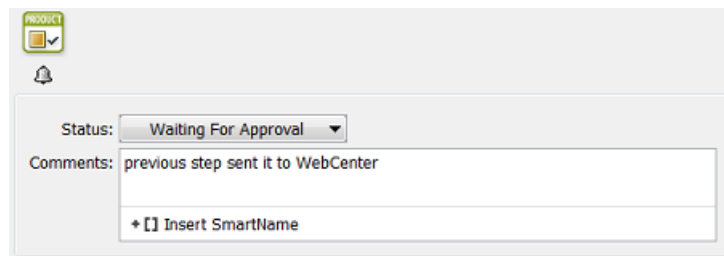 PRODUCT
Status: Waiting For Approval
Comments: previous step sent it to WebCenter
+ [] Insert SmartName